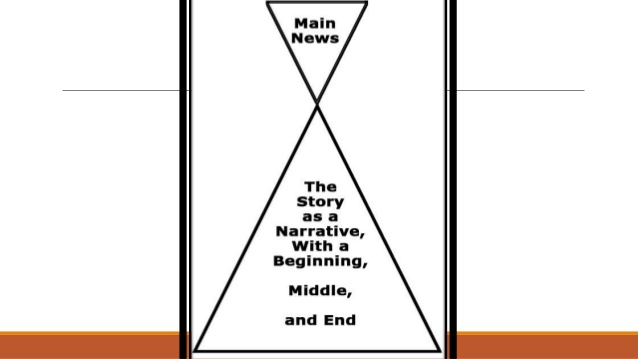 Main
News
The
Story
as a
Narrative,
With a
Beginning,
Middle,
and End